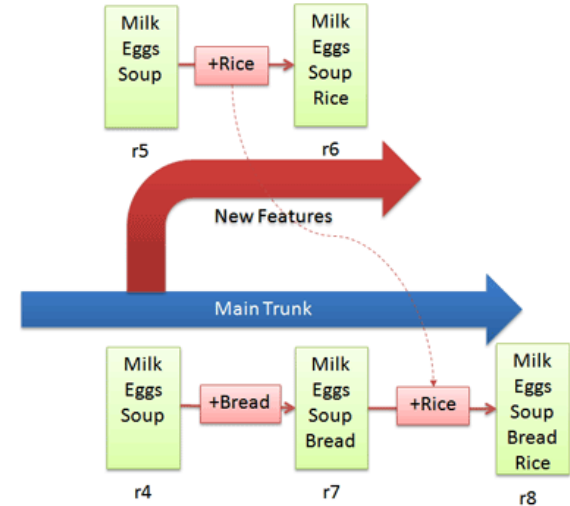 Milk
Eggs
Soup
+Rice
Milk
Eggs
Soup
Rice
r5
r6
New Features
Main Trunk
Milk
Eggs
Soup
+Bread
Milk
Eggs
Soup
Bread
+Rice
Milk
Eggs
Soup
Bread
Rice
r4
r7
r8